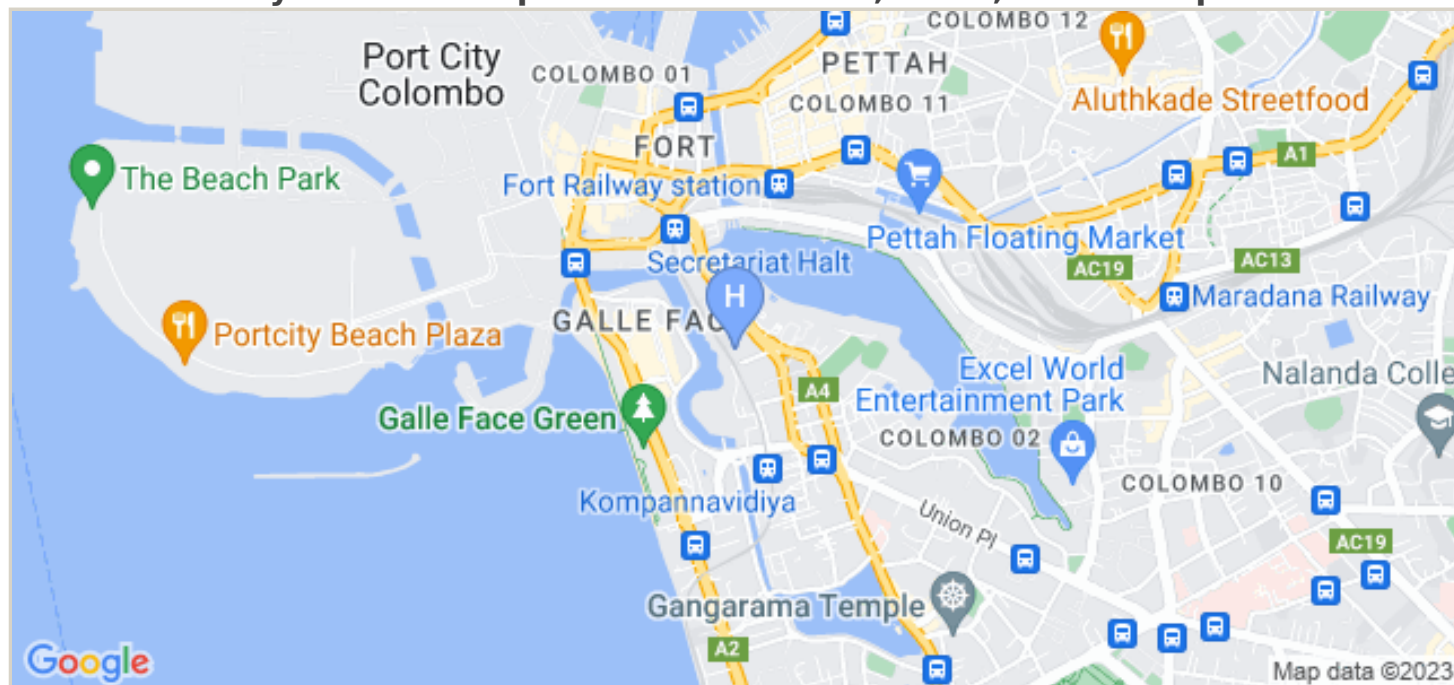 COLOMBO 12
Port City
Colombo
COLOMBO 01
PETTAH
COLOMBO 11
Aluthkade Streetfood
FORT
A1
The Beach Park
Fort Railway station
Pettah Floating Market
AC19
AC13
Secretariat Halt
H
Maradana Railway
GALLE FAC
Portcity Beach Plaza
Excel World
Entertainment Park
Nalanda Colle
A4
Galle Face Green
COLOMBO 02
COLOMBO 10
Kompannavidiya
Union Pl
AC19
Gangarama Temple
A2
Google
Map data ©2023